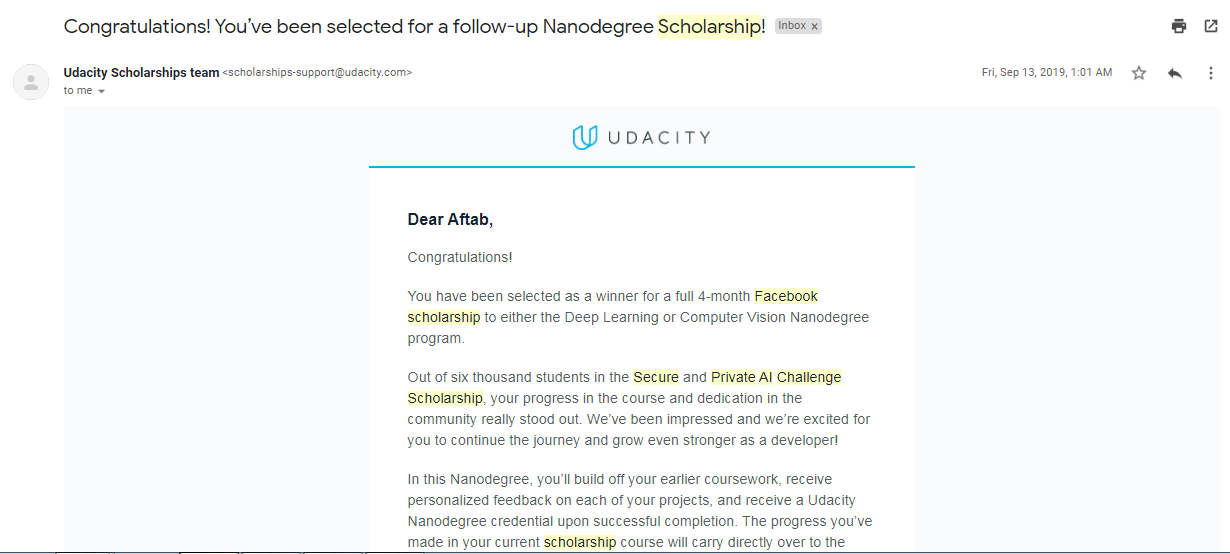 Congratulations! You’ve been selected for a follow-up Nanodegree Scholarship! Inbox x
Udacity Scholarships team <scholarships-support@udacity.com> Fri, Sep 13, 2019, 1:01 AM
to me
UDACITY
Dear Aftab,
Congratulations!
You have been selected as a winner for a full 4-month Facebook
scholarship to either the Deep Learning or Computer Vision Nanodegree
program.
Out of six thousand students in the Secure and Private AI Challenge
Scholarship, your progress in the course and dedication in the
community really stood out. We’ve been impressed and we’re excited for
you to continue the journey and grow even stronger as a developer!
In this Nanodegree, you’ll build off your earlier coursework, receive
personalized feedback on each of your projects, and receive a Udacity
Nanodegree credential upon successful completion. The progress you’ve
made in your current scholarship course will carry directly over to the